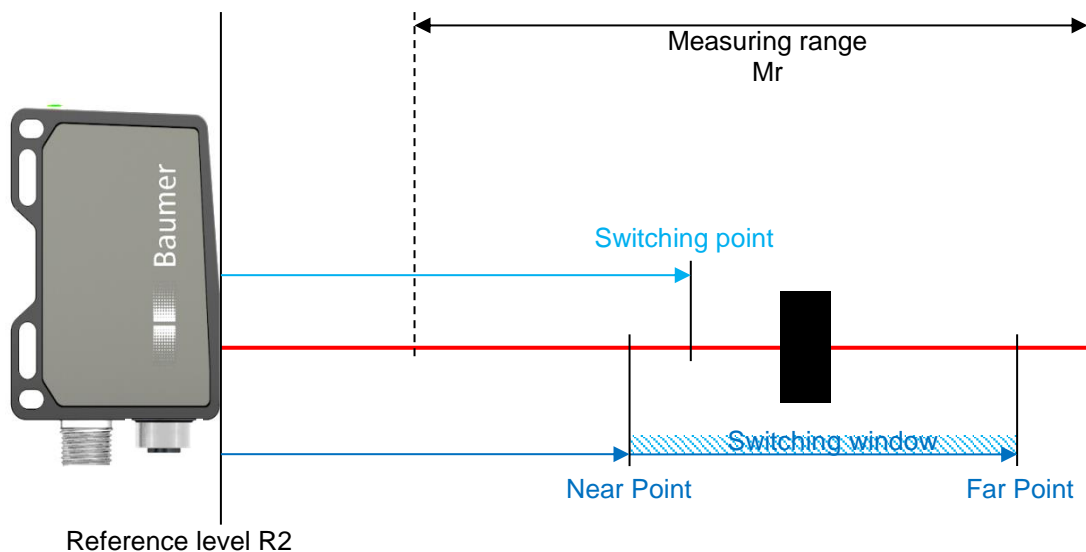 Measuring range
Mr
Baumer
Switching point
Switching window
Near Point
Far Point
Reference level R2